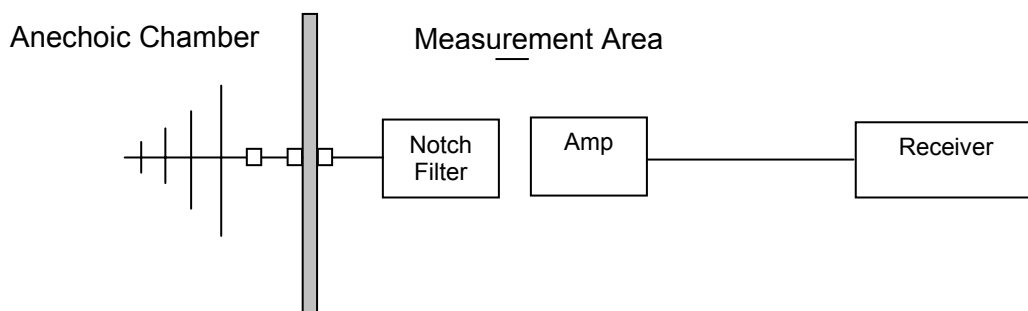 Anechoic Chamber
Measurement Area
Notch
Filter
Amp
Receiver